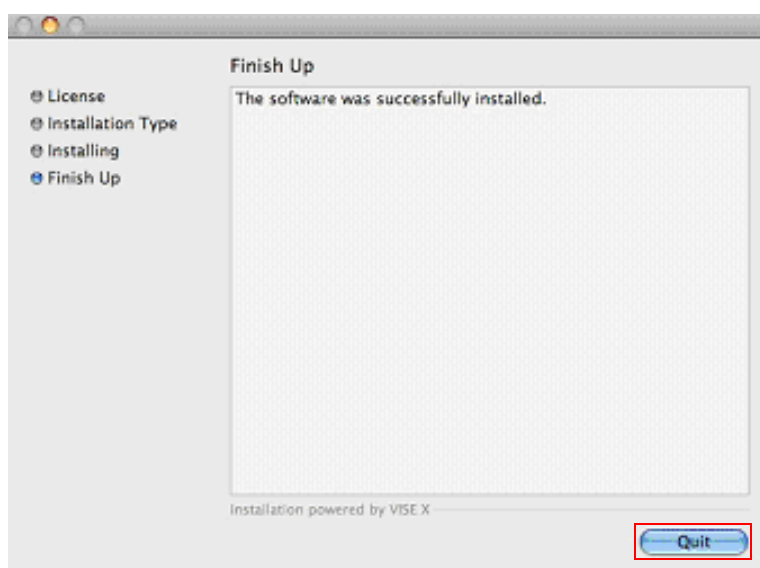 Finish Up
License
Installation Type
Installing
Finish Up
The software was successfully installed.
Installation powered by VISE X
Quit